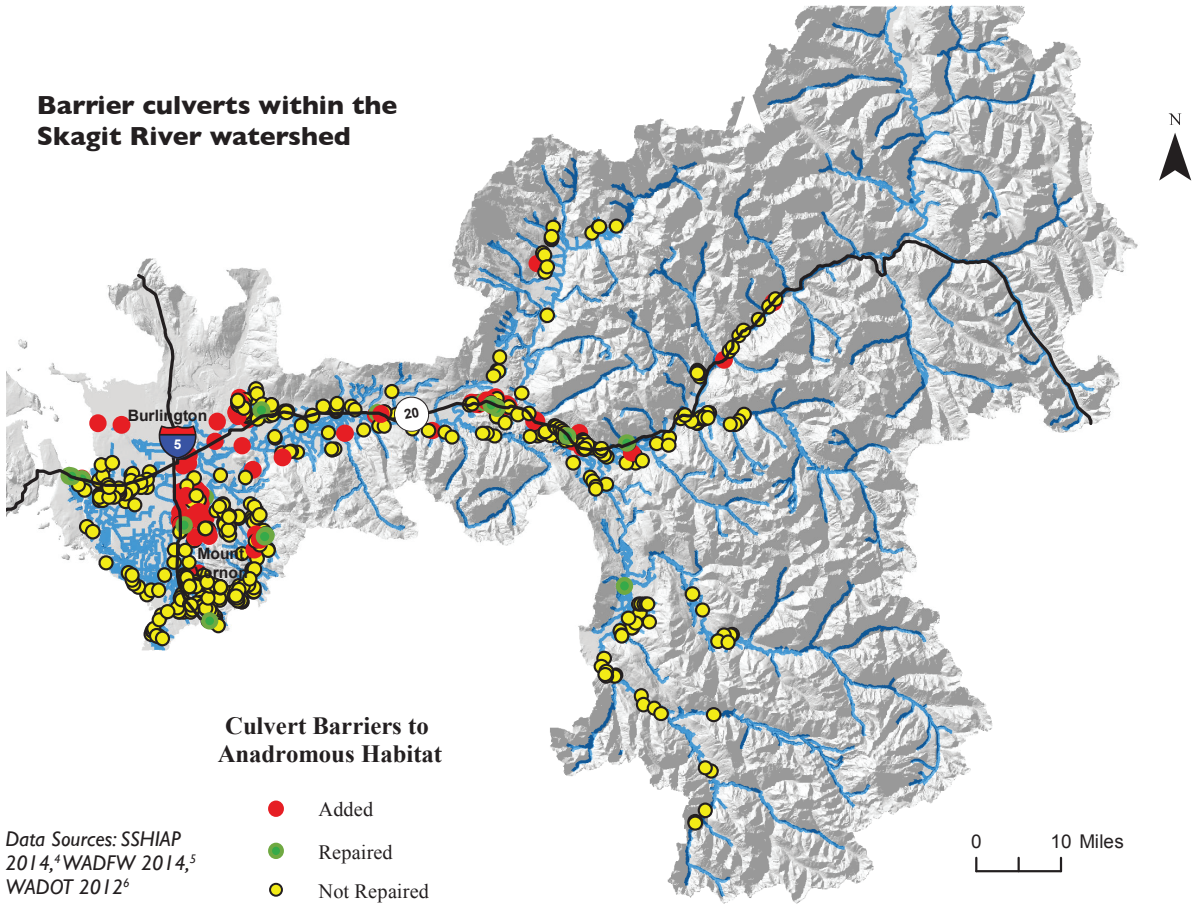 Barrier culverts within the
Skagit River watershed
N
Burlington
5
20
Mount
Vernon
Culvert Barriers to
Anadromous Habitat
Added
Repaired
Not Repaired
Data Sources: SSHIAP
2014,⁴ WADFW 2014,⁵
WADOT 2012⁶
0 10 Miles